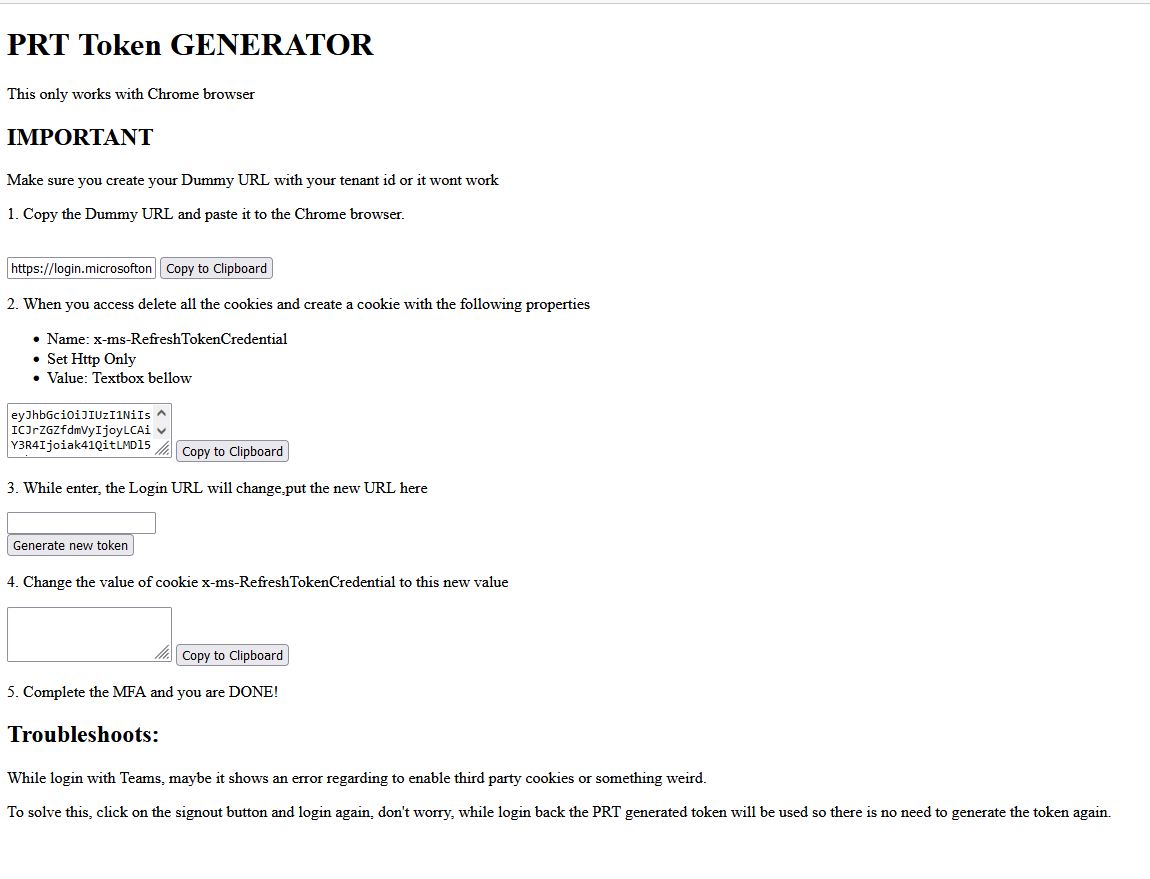 PRT Token GENERATOR
This only works with Chrome browser
IMPORTANT
Make sure you create your Dummy URL with your tenant id or it wont work
1. Copy the Dummy URL and paste it to the Chrome browser.
https://login.microsofton Copy to Clipboard
2. When you access delete all the cookies and create a cookie with the following properties
• Name: x-ms-RefreshTokenCredential
• Set Http Only
• Value: Textbox bellow
eyJhbGciOiJIUzI1NiIs
ICJrZGZfdmVyIjoyLCAi
Y3R4Ijoiak41QitLMDl5
Copy to Clipboard
3. While enter, the Login URL will change,put the new URL here
Generate new token
4. Change the value of cookie x-ms-RefreshTokenCredential to this new value
Copy to Clipboard
5. Complete the MFA and you are DONE!
Troubleshoots:
While login with Teams, maybe it shows an error regarding to enable third party cookies or something weird.
To solve this, click on the signout button and login again, don't worry, while login back the PRT generated token will be used so there is no need to generate the token again.